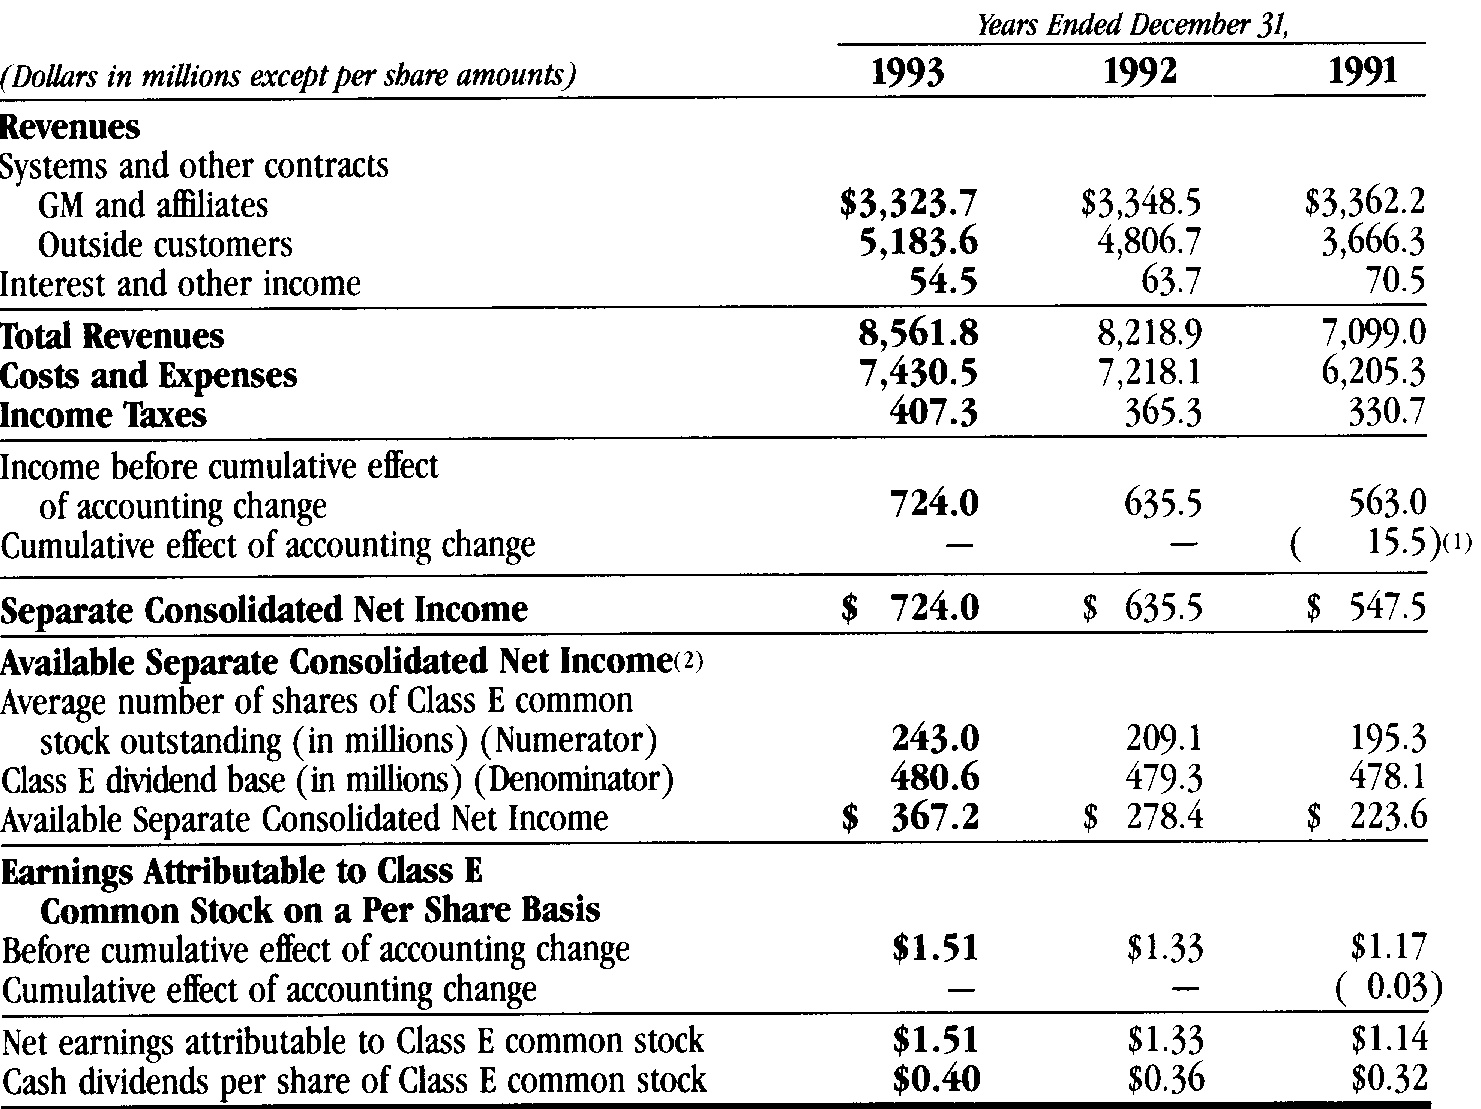 Years Ended December 31,
(Dollars in millions except per share amounts) 1993 1992 1991
Revenues
Systems and other contracts
GM and affiliates $3,323.7 $3,348.5 $3,362.2
Outside customers 5,183.6 4,806.7 3,666.3
Interest and other income 54.5 63.7 70.5
Total Revenues 8,561.8 8,218.9 7,099.0
Costs and Expenses 7,430.5 7,218.1 6,205.3
Income Taxes 407.3 365.3 330.7
Income before cumulative effect
of accounting change 724.0 635.5 563.0
Cumulative effect of accounting change — — ( 15.5)(1)
Separate Consolidated Net Income $ 724.0 $ 635.5 $ 547.5
Available Separate Consolidated Net Income(2)
Average number of shares of Class E common
stock outstanding (in millions) (Numerator) 243.0 209.1 195.3
Class E dividend base (in millions) (Denominator) 480.6 479.3 478.1
Available Separate Consolidated Net Income $ 367.2 $ 278.4 $ 223.6
Earnings Attributable to Class E
Common Stock on a Per Share Basis
Before cumulative effect of accounting change $1.51 $1.33 $1.17
Cumulative effect of accounting change — — ( 0.03)
Net earnings attributable to Class E common stock $1.51 $1.33 $1.14
Cash dividends per share of Class E common stock $0.40 $0.36 $0.32